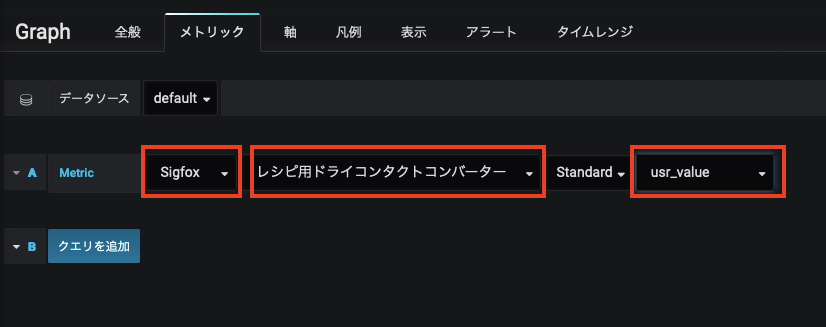 Graph 全般 メトリック 軸 凡例 表示 アラート タイムレンジ
データソース default
A Metric Sigfox レシピ用ドライコンタクトコンバーター Standard usr_value
B クエリを追加